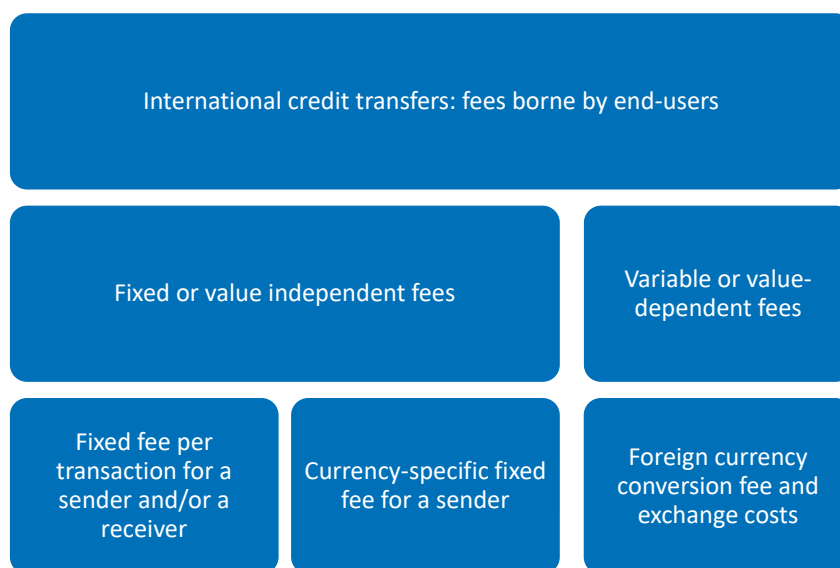 International credit transfers: fees borne by end-users
Fixed or value independent fees
Variable or value-
dependent fees
Fixed fee per
transaction for a
sender and/or a
receiver
Currency-specific fixed
fee for a sender
Foreign currency
conversion fee and
exchange costs